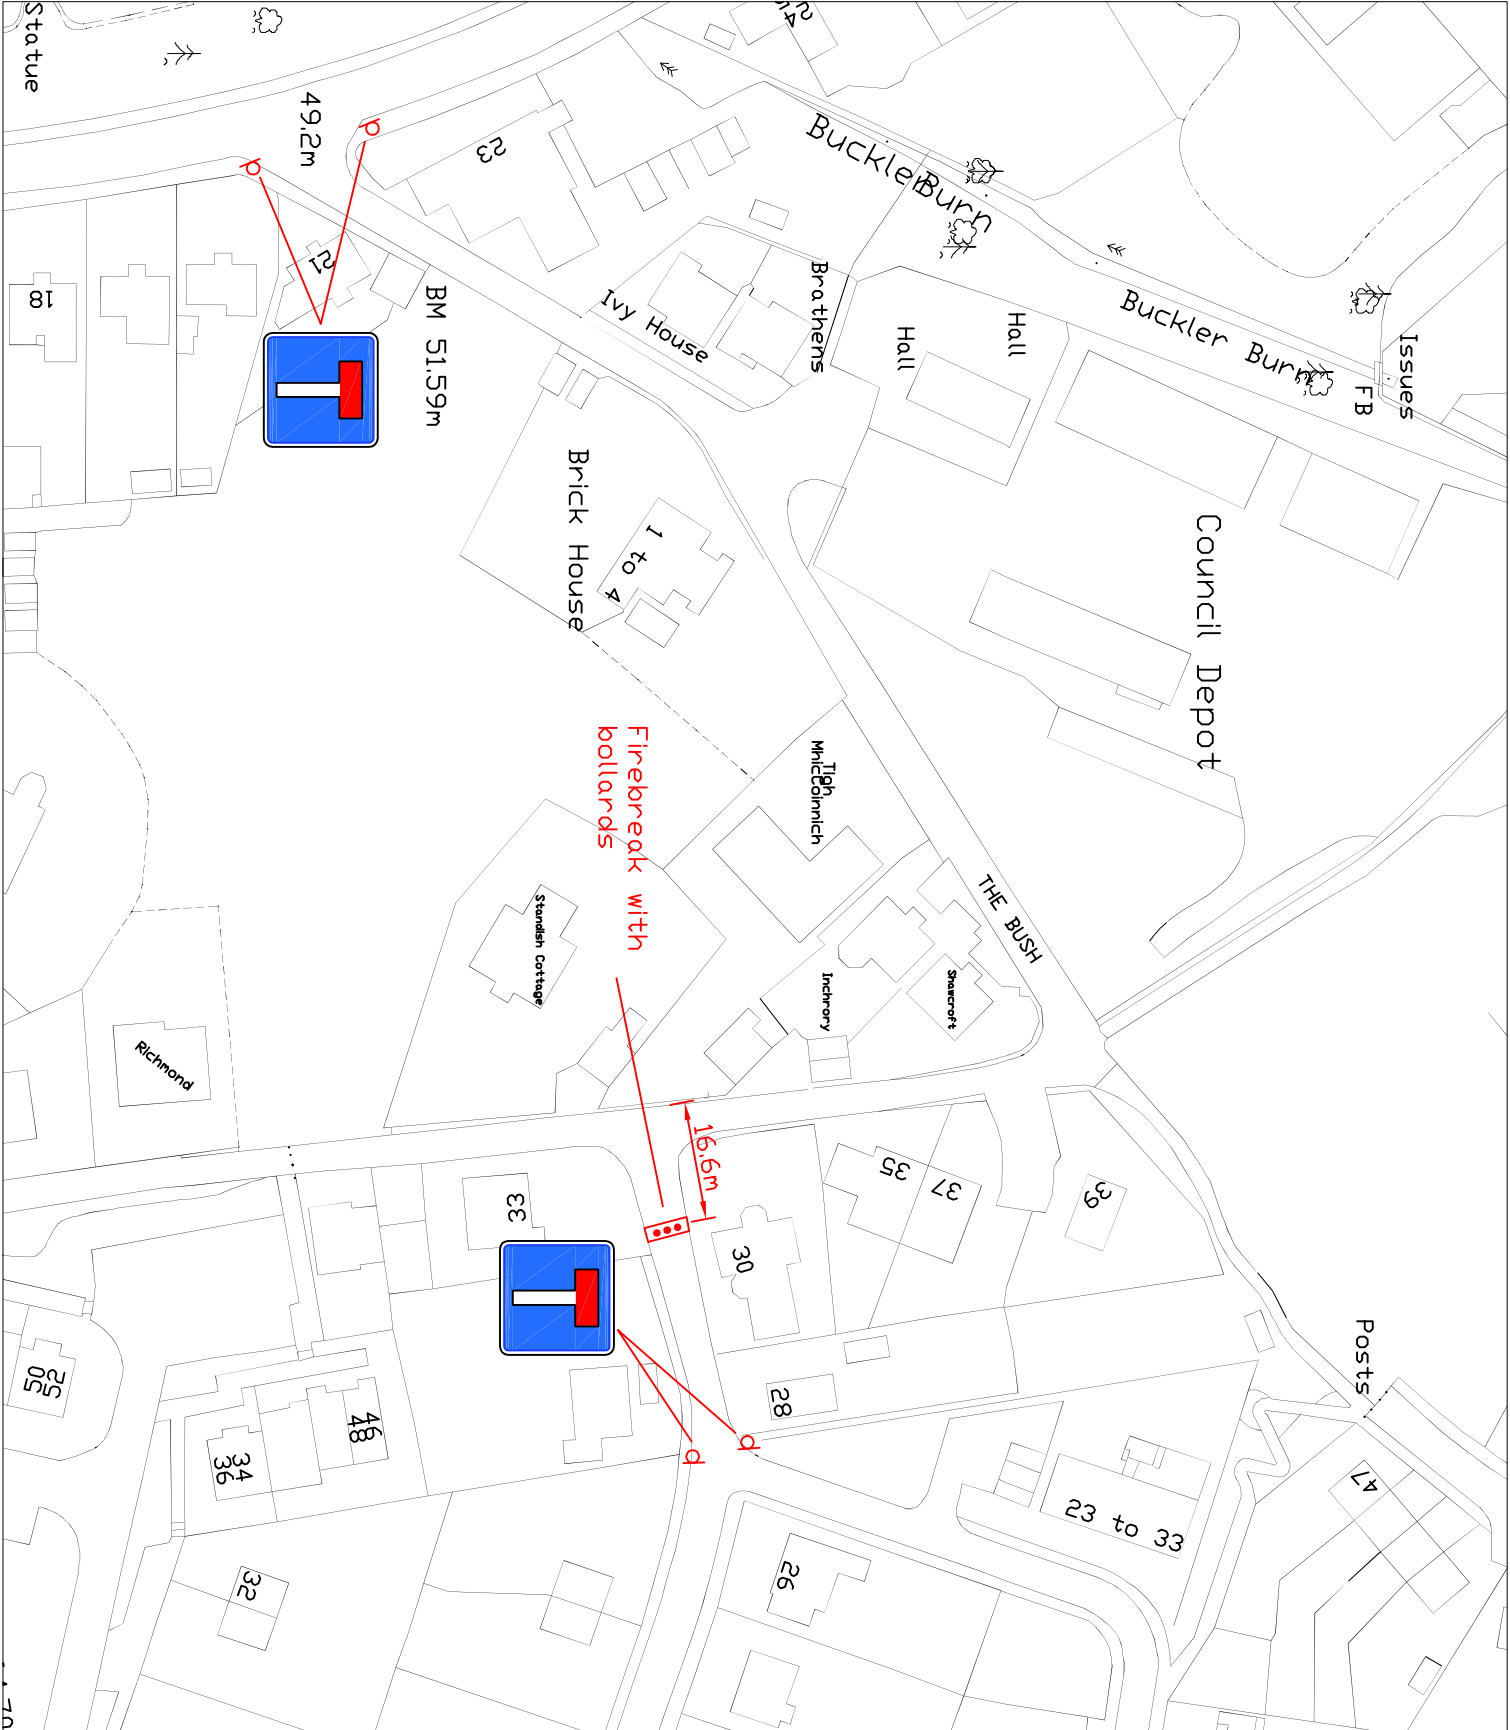 Statue
49.2m
23
24
Buckler
Burn
21
18
BM 51.59m
Ivy House
Brathens
Hall
Hall
Buckler Burn
Issues
FB
Brick House
1 to 4
Council Depot
Firebreak with
bollards
Tigh
Mhiccoinnich
THE BUSH
Standish Cottage
Inchrory
Shawcroft
Richmond
16.6m
35
37
39
33
30
28
Posts
50
52
46
48
34
36
47
23 to 33
32
26